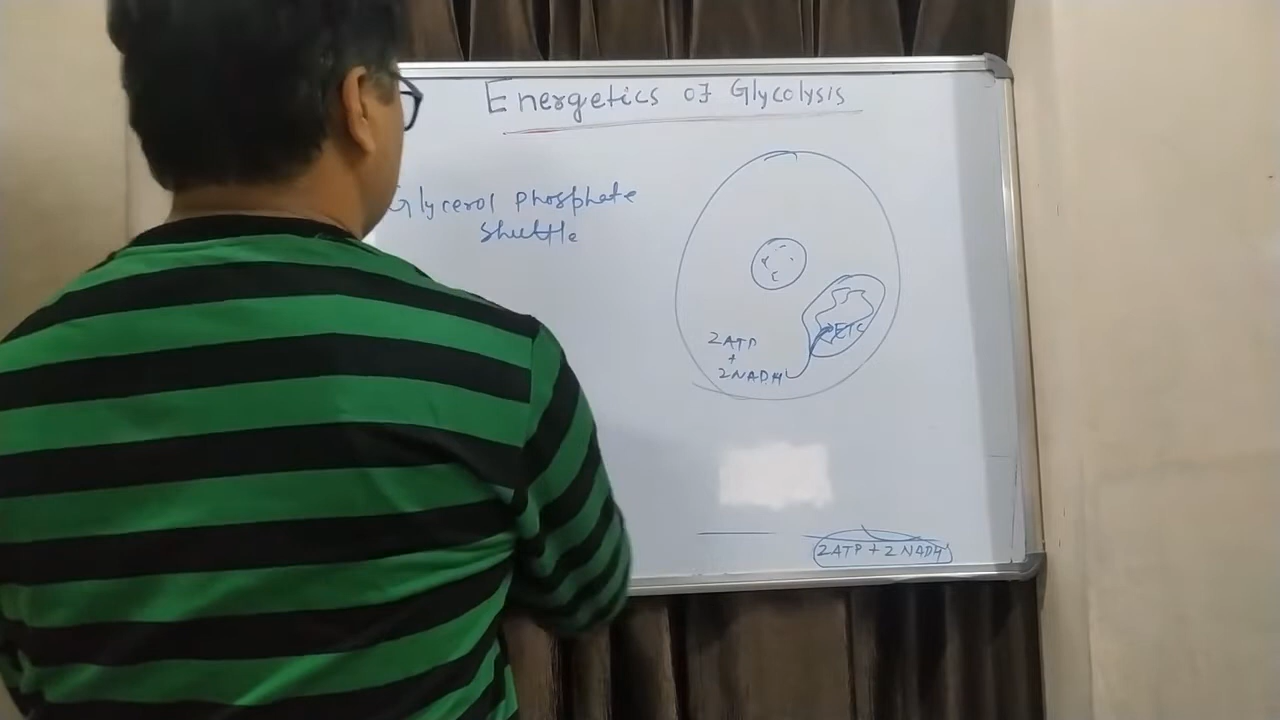 Energetics of Glycolysis
Glycerol Phosphate
Shuttle
2ATP
+
2NADH
ETC
2ATP + 2NADH